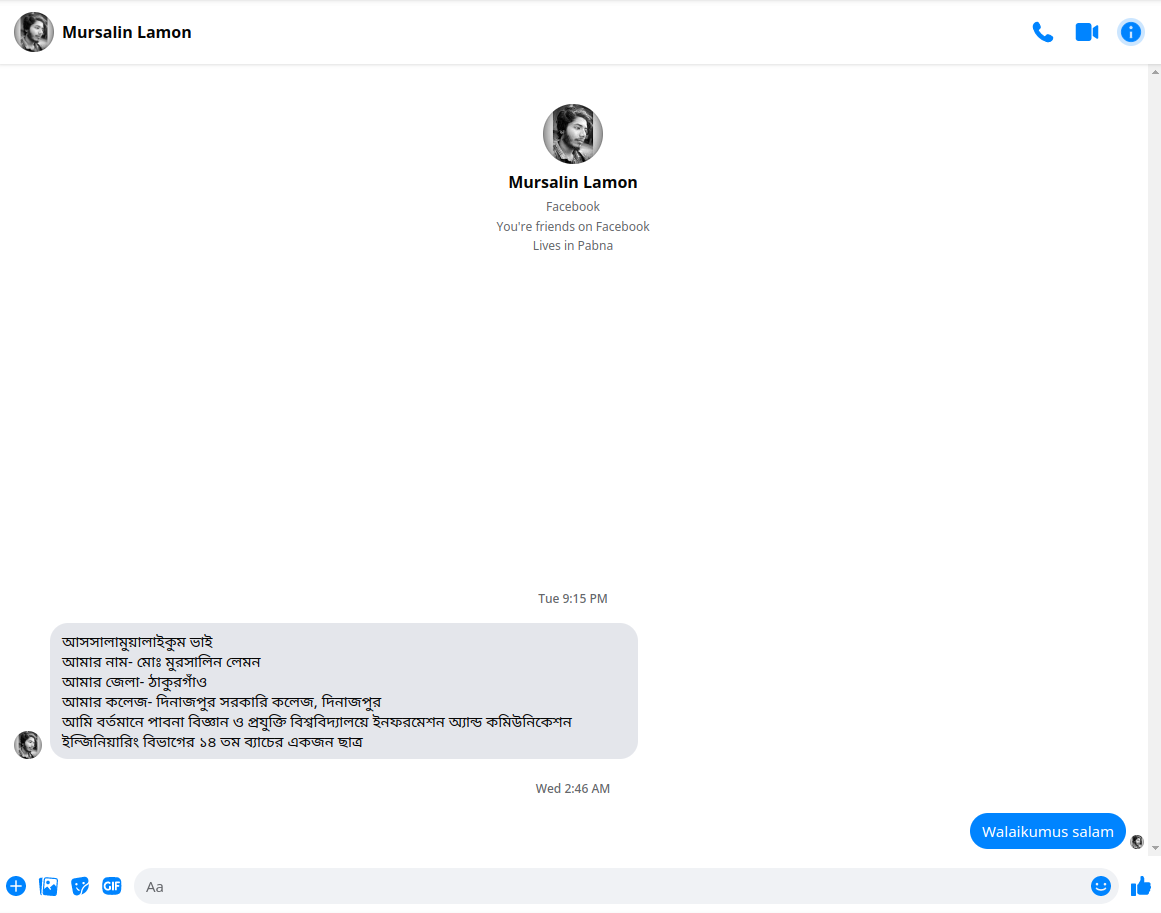 Mursalin Lamon
Mursalin Lamon
Facebook
You're friends on Facebook
Lives in Pabna
Tue 9:15 PM
আসসালামুয়ালাইকুম ভাই
আমার নাম- মোঃ মুরসালিন লেমন
আমার জেলা- ঠাকুরগাঁও
আমার কলেজ- দিনাজপুর সরকারি কলেজ, দিনাজপুর
আমি বর্তমানে পাবনা বিজ্ঞান ও প্রযুক্তি বিশ্ববিদ্যালয়ে ইনফরমেশন অ্যান্ড কমিউনিকেশন
ইন্জিনিয়ারিং বিভাগের ১৪ তম ব্যাচের একজন ছাত্র
Wed 2:46 AM
Walaikumus salam
GIF
Aa